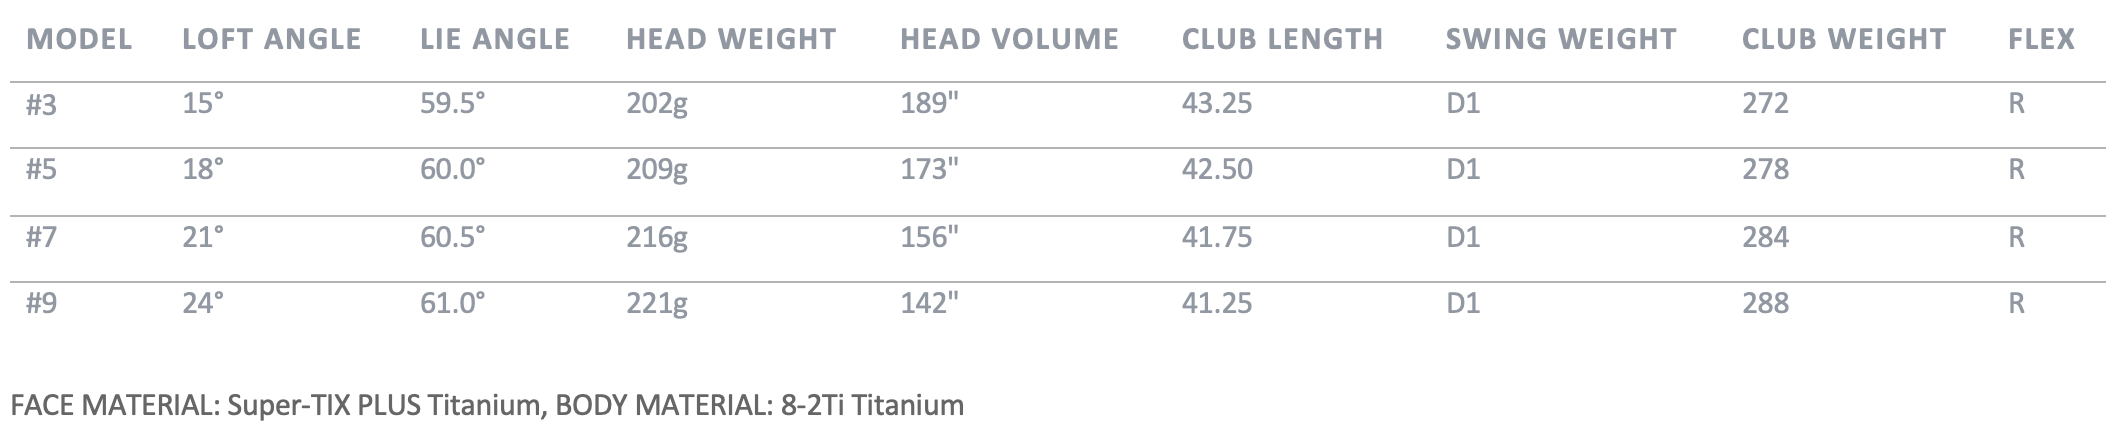 MODEL LOFT ANGLE LIE ANGLE HEAD WEIGHT HEAD VOLUME CLUB LENGTH SWING WEIGHT CLUB WEIGHT FLEX
#3 15° 59.5° 202g 189" 43.25 D1 272 R
#5 18° 60.0° 209g 173" 42.50 D1 278 R
#7 21° 60.5° 216g 156" 41.75 D1 284 R
#9 24° 61.0° 221g 142" 41.25 D1 288 R
FACE MATERIAL: Super-TIX PLUS Titanium, BODY MATERIAL: 8-2Ti Titanium